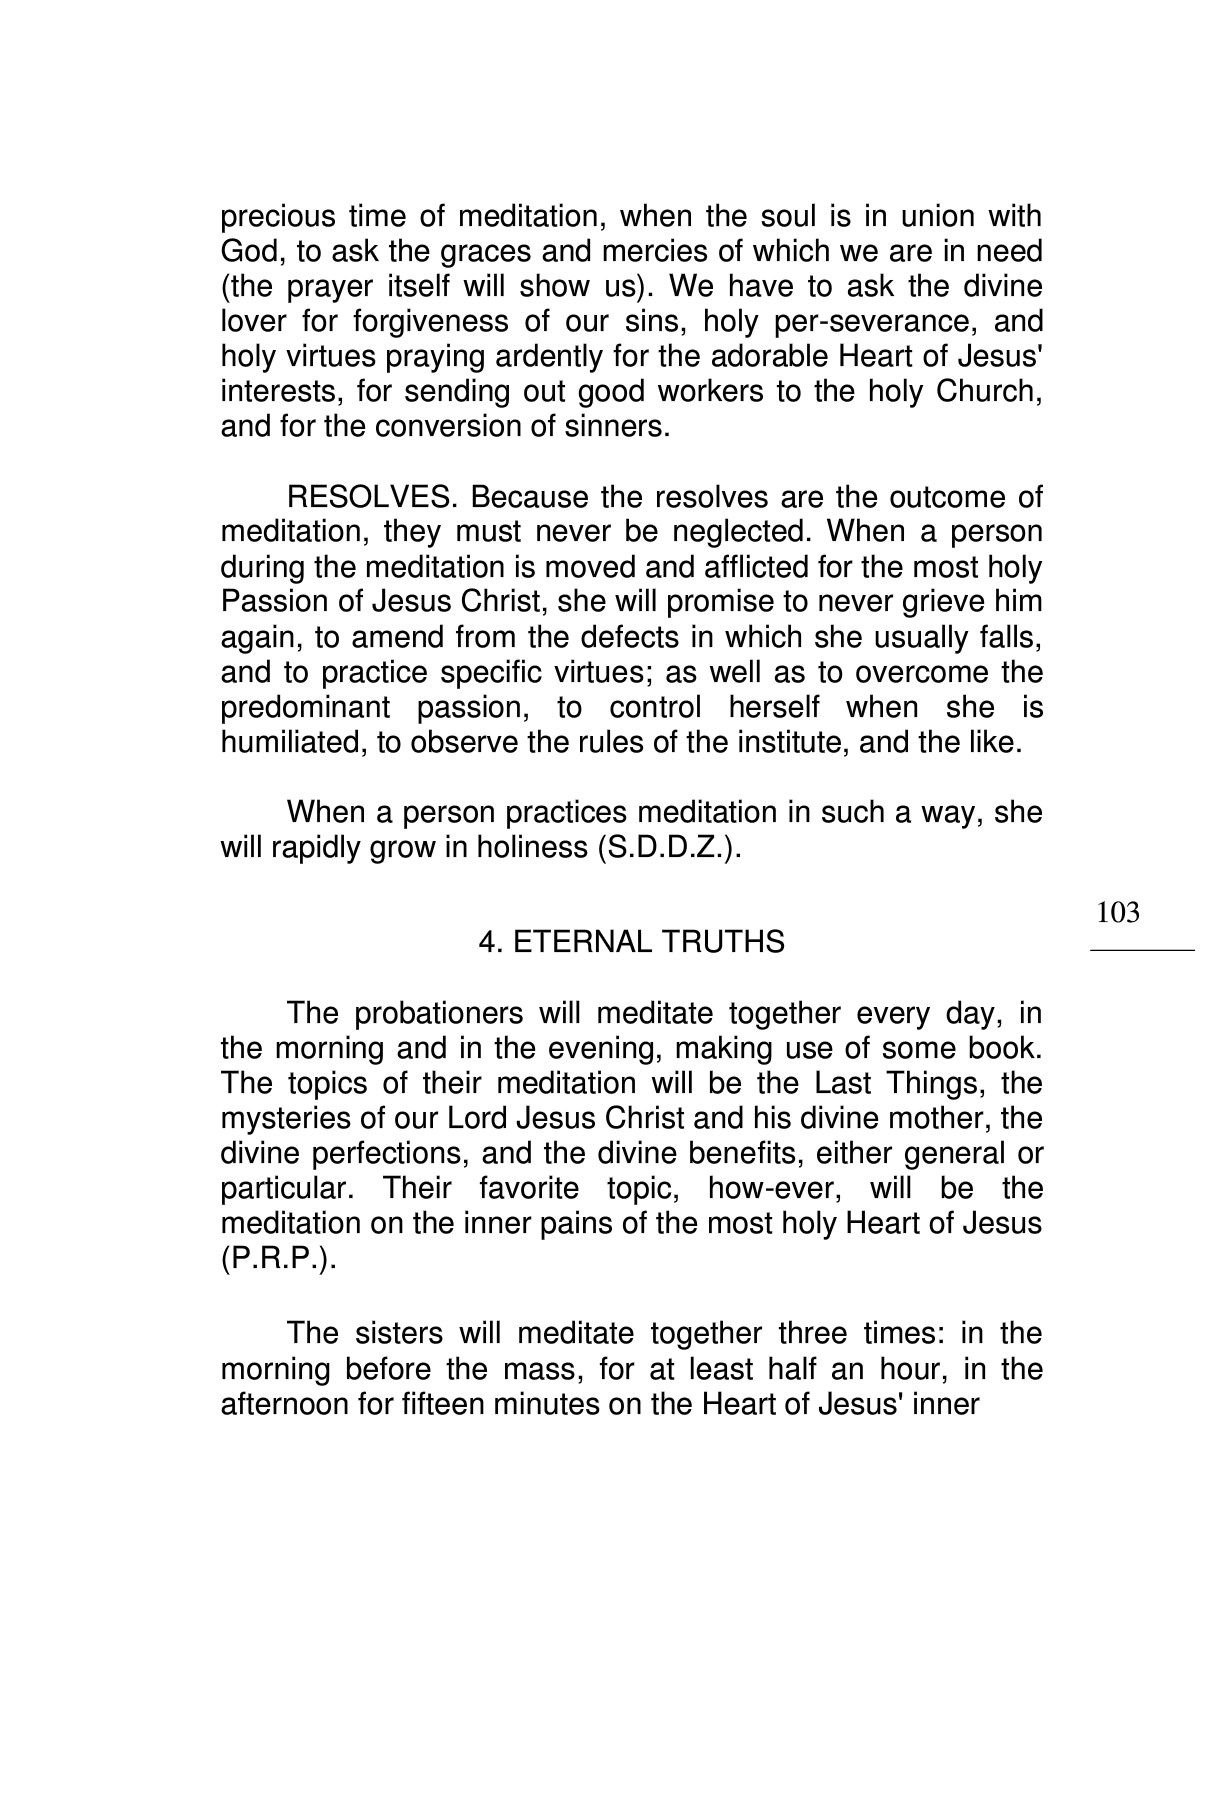 precious time of meditation, when the soul is in union with
God, to ask the graces and mercies of which we are in need
(the prayer itself will show us). We have to ask the divine
lover for forgiveness of our sins, holy per-severance, and
holy virtues praying ardently for the adorable Heart of Jesus'
interests, for sending out good workers to the holy Church,
and for the conversion of sinners.
RESOLVES. Because the resolves are the outcome of
meditation, they must never be neglected. When a person
during the meditation is moved and afflicted for the most holy
Passion of Jesus Christ, she will promise to never grieve him
again, to amend from the defects in which she usually falls,
and to practice specific virtues; as well as to overcome the
predominant passion, to control herself when she is
humiliated, to observe the rules of the institute, and the like.
When a person practices meditation in such a way, she
will rapidly grow in holiness (S.D.D.Z.).
103
4. ETERNAL TRUTHS
The probationers will meditate together every day, in
the morning and in the evening, making use of some book.
The topics of their meditation will be the Last Things, the
mysteries of our Lord Jesus Christ and his divine mother, the
divine perfections, and the divine benefits, either general or
particular. Their favorite topic, how-ever, will be the
meditation on the inner pains of the most holy Heart of Jesus
(P.R.P.).
The sisters will meditate together three times: in the
morning before the mass, for at least half an hour, in the
afternoon for fifteen minutes on the Heart of Jesus' inner